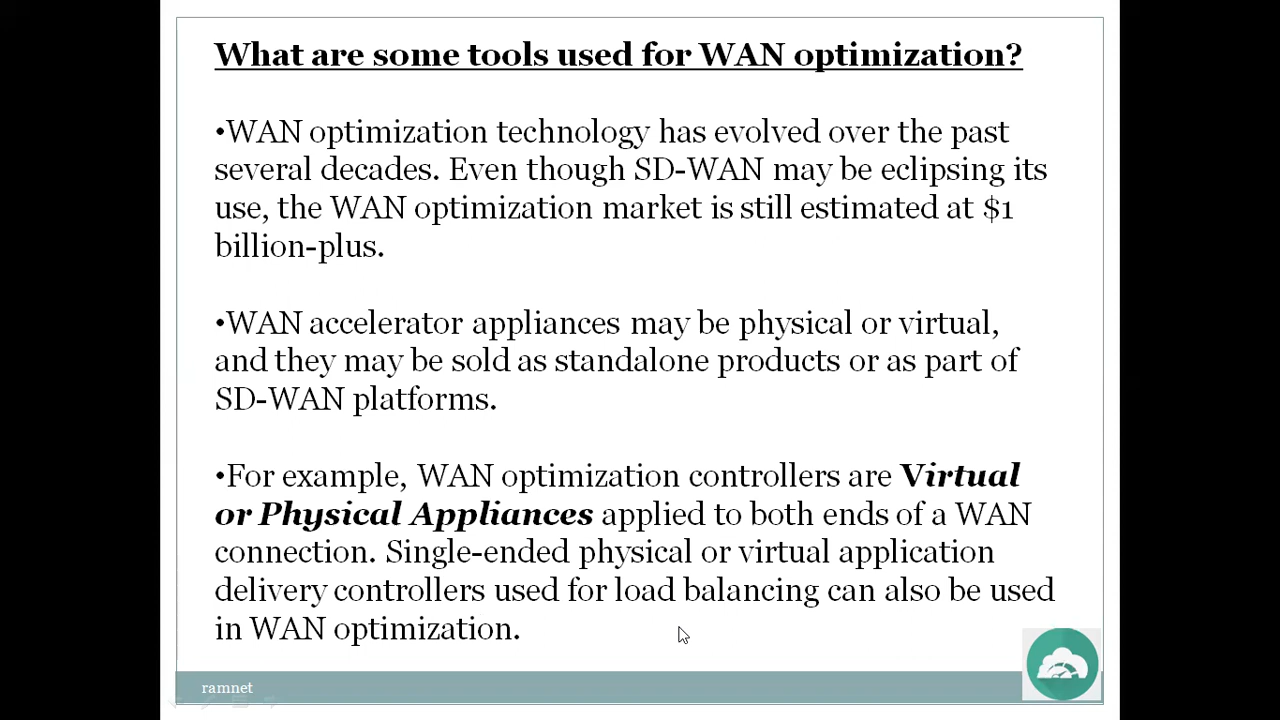 What are some tools used for WAN optimization?
•WAN optimization technology has evolved over the past
several decades. Even though SD-WAN may be eclipsing its
use, the WAN optimization market is still estimated at $1
billion-plus.
•WAN accelerator appliances may be physical or virtual,
and they may be sold as standalone products or as part of
SD-WAN platforms.
•For example, WAN optimization controllers are Virtual
or Physical Appliances applied to both ends of a WAN
connection. Single-ended physical or virtual application
delivery controllers used for load balancing can also be used
in WAN optimization.
ramnet